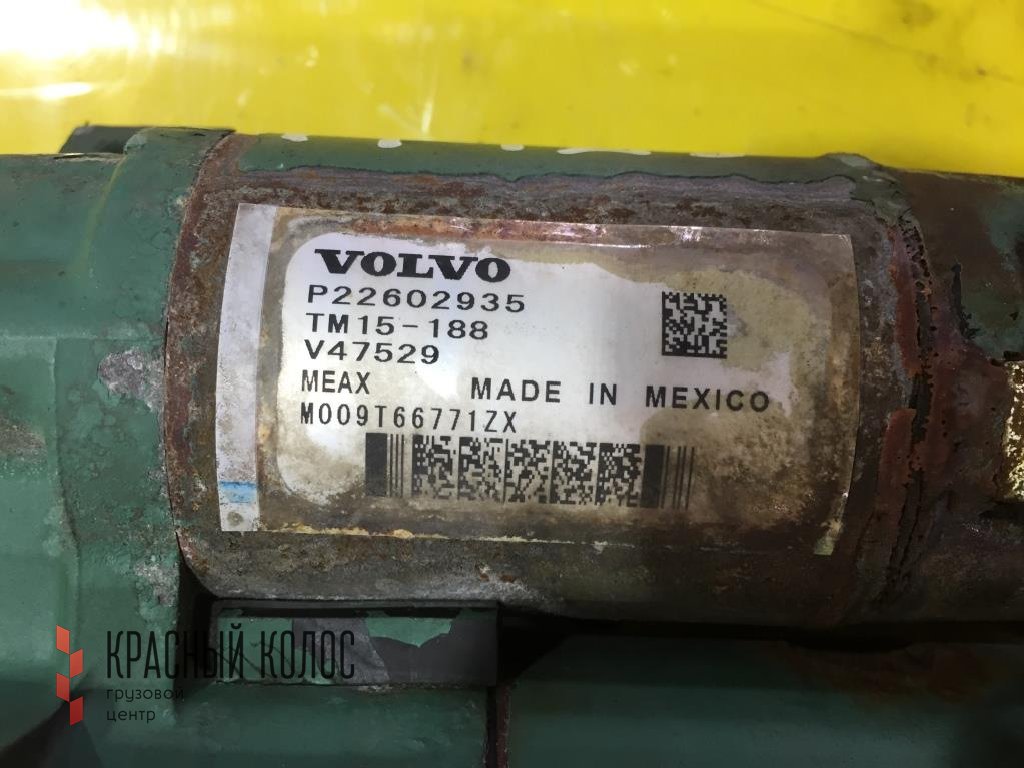 VOLVO
P22602935
TM15-188
V47529
MEAX MADE IN MEXICO
M009T66771ZX
КРАСНЫЙ КОЛОС
грузовой
центр